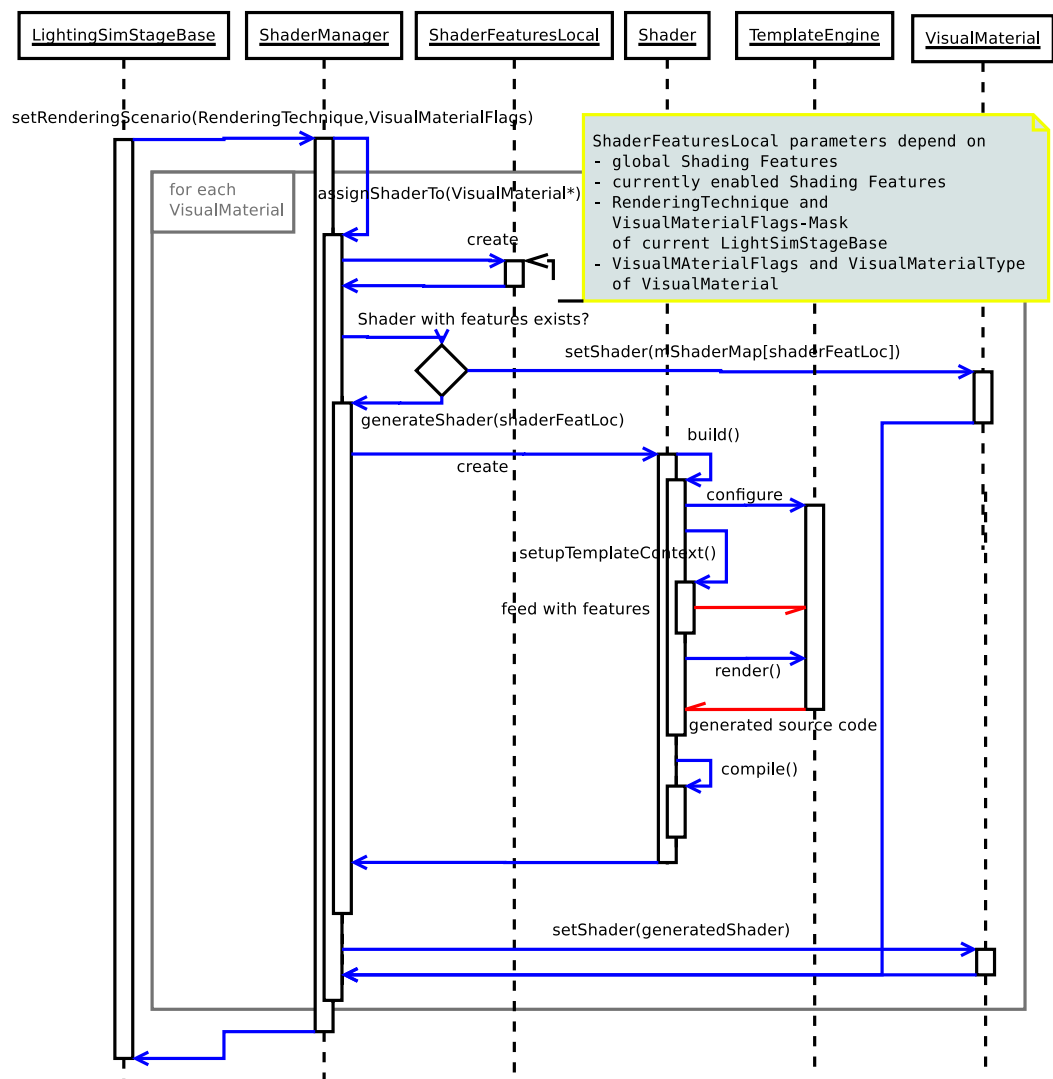 LightingSimStageBase
ShaderManager
ShaderFeaturesLocal
Shader
TemplateEngine
VisualMaterial
setRenderingScenario(RenderingTechnique,VisualMaterialFlags)
ShaderFeaturesLocal parameters depend on
- global Shading Features
- currently enabled Shading Features
- RenderingTechnique and
VisualMaterialFlags-Mask
of current LightSimStageBase
- VisualMAterialFlags and VisualMaterialType
of VisualMaterial
for each
VisualMaterial
assignShaderTo(VisualMaterial*)
create
Shader with features exists?
setShader(mShaderMap[shaderFeatLoc])
generateShader(shaderFeatLoc)
build()
create
configure
setupTemplateContext()
feed with features
render()
generated source code
compile()
setShader(generatedShader)